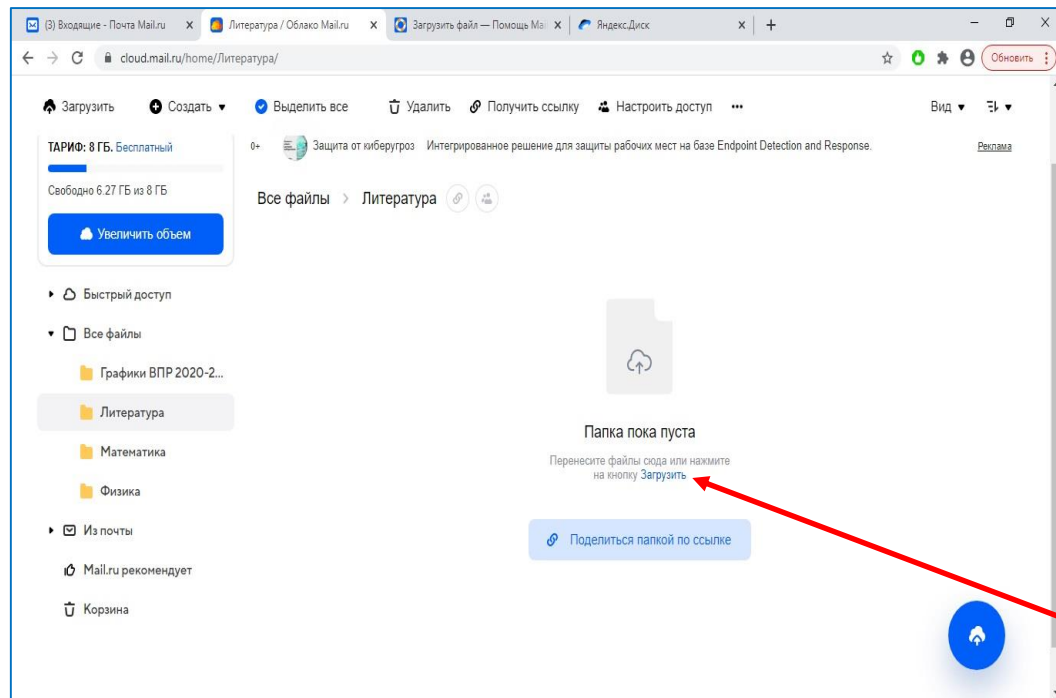 (3) Входящие - Почта Mail.ru
Литература / Облако Mail.ru
Загрузить файл — Помощь Ma
Яндекс.Диск
cloud.mail.ru/home/Литература/
Обновить
Загрузить
Создать
Выделить все
Удалить
Получить ссылку
Настроить доступ
Вид
ТАРИФ: 8 ГБ. Бесплатный
0+
Защита от киберугроз Интегрированное решение для защиты рабочих мест на базе Endpoint Detection and Response.
Реклама
Свободно 6.27 ГБ из 8 ГБ
Все файлы > Литература
Увеличить объем
Быстрый доступ
Все файлы
Графики ВПР 2020-2...
Литература
Математика
Физика
Из почты
Mail.ru рекомендует
Корзина
Папка пока пуста
Перенесите файлы сюда или нажмите
на кнопку Загрузить
Поделиться папкой по ссылке